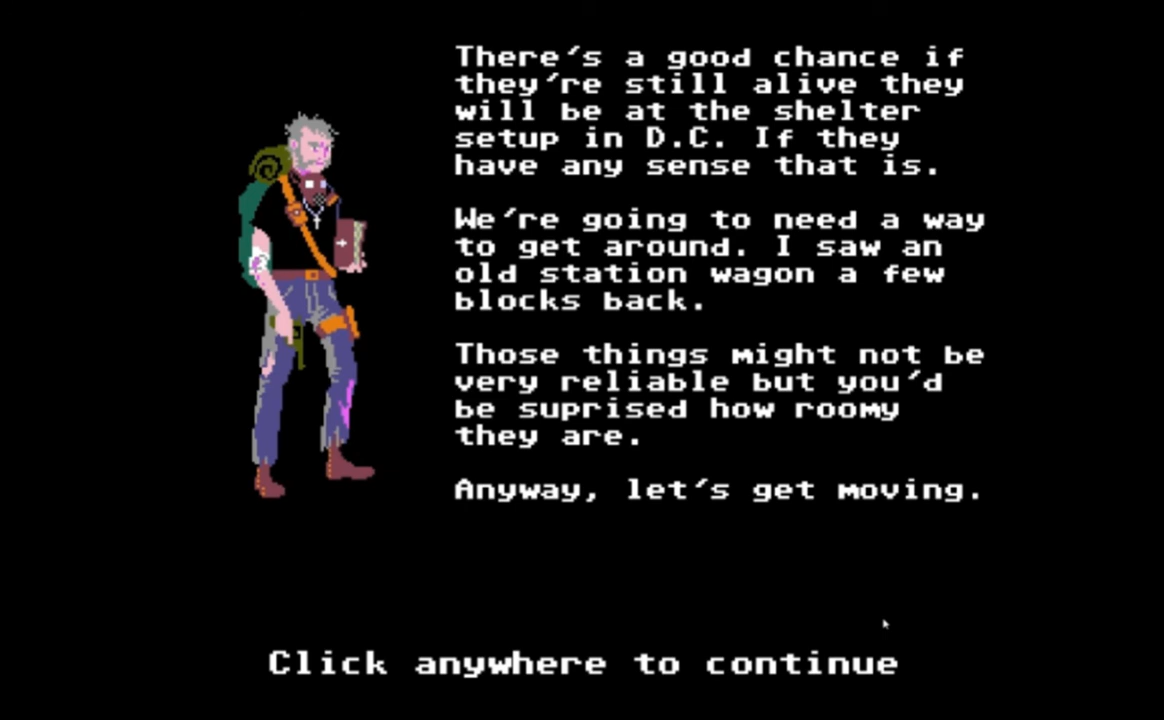 There's a good chance if
they're still alive they
will be at the shelter
setup in D.C. If they
have any sense that is.
We're going to need a way
to get around. I saw an
old station wagon a few
blocks back.
Those things might not be
very reliable but you'd
be suprised how roomy
they are.
Anyway, let's get moving.
Click anywhere to continue